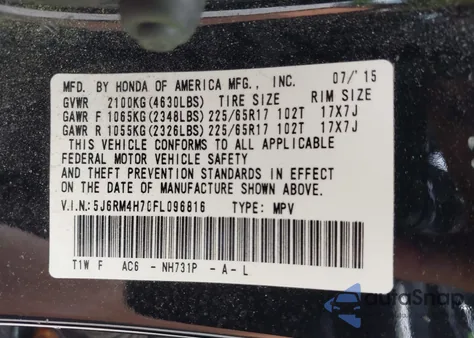 MFD. BY HONDA OF AMERICA MFG., INC. 07/'15
GVWR 2100KG(4630LBS) TIRE SIZE RIM SIZE
GAWR F 1065KG(2348LBS) 225/65R17 102T 17X7J
GAWR R 1055KG(2326LBS) 225/65R17 102T 17X7J
THIS VEHICLE CONFORMS TO ALL APPLICABLE
FEDERAL MOTOR VEHICLE SAFETY
AND THEFT PREVENTION STANDARDS IN EFFECT
ON THE DATE OF MANUFACTURE SHOWN ABOVE.
V.I.N.:5J6RM4H70FL096816 TYPE: MPV
T1W F AC6 - NH731P - A - L
autoSnap